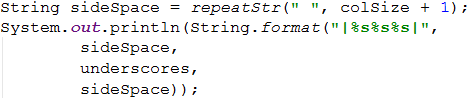 String sideSpace = repeatStr(" ", colSize + 1);
System.out.println(String.format("|%s%s%s|",
sideSpace,
underscores,
sideSpace));